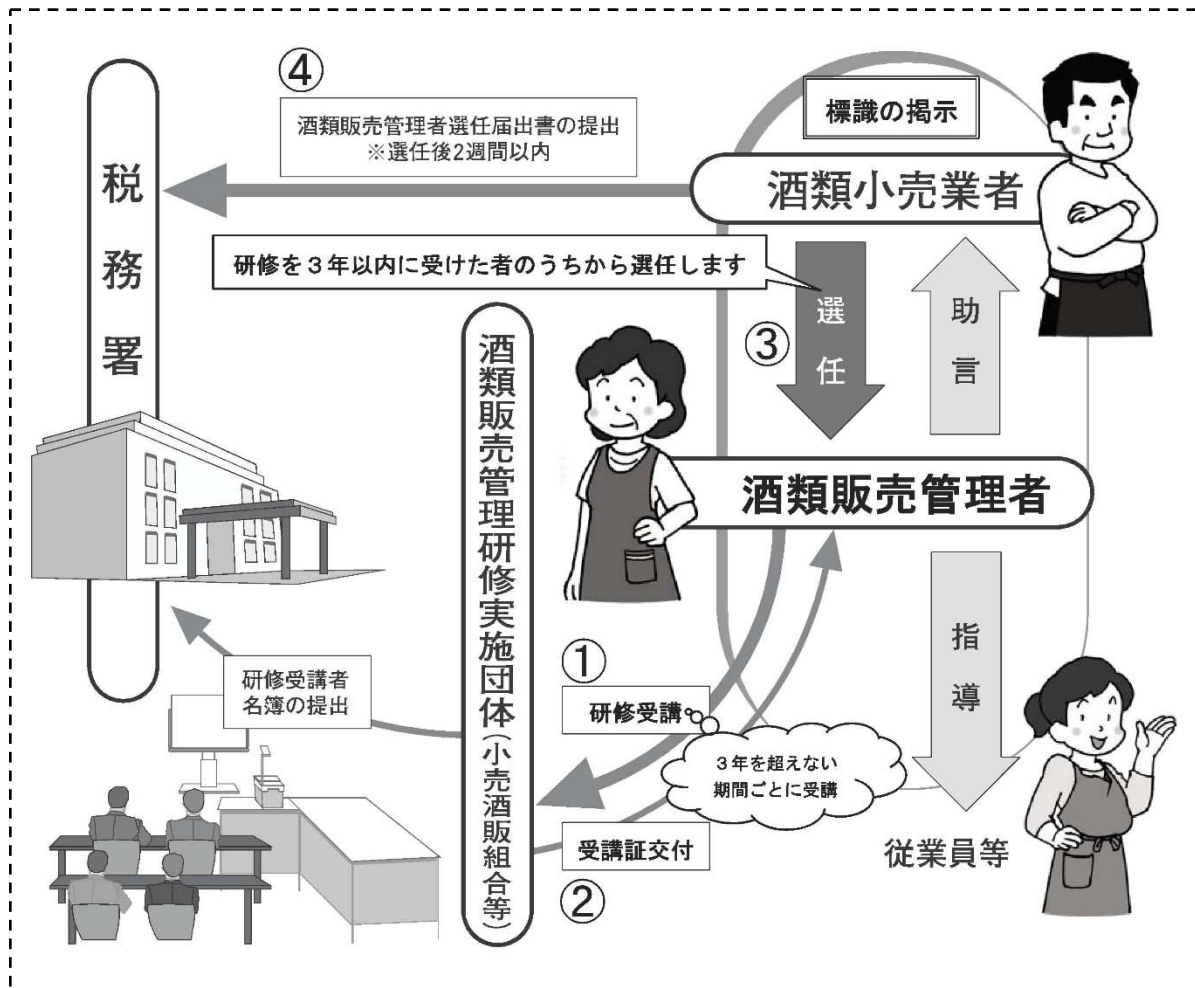 ④
酒類販売管理者選任届出書の提出
※選任後2週間以内
標識の掲示
税務署
酒類小売業者
研修を3年以内に受けた者のうちから選任します
③
選任
助言
酒類販売管理研修実施団体(小売酒販組合等)
酒類販売管理者
指導
①
研修受講
研修受講者
名簿の提出
3年を超えない
期間ごとに受講
受講証交付
②
従業員等